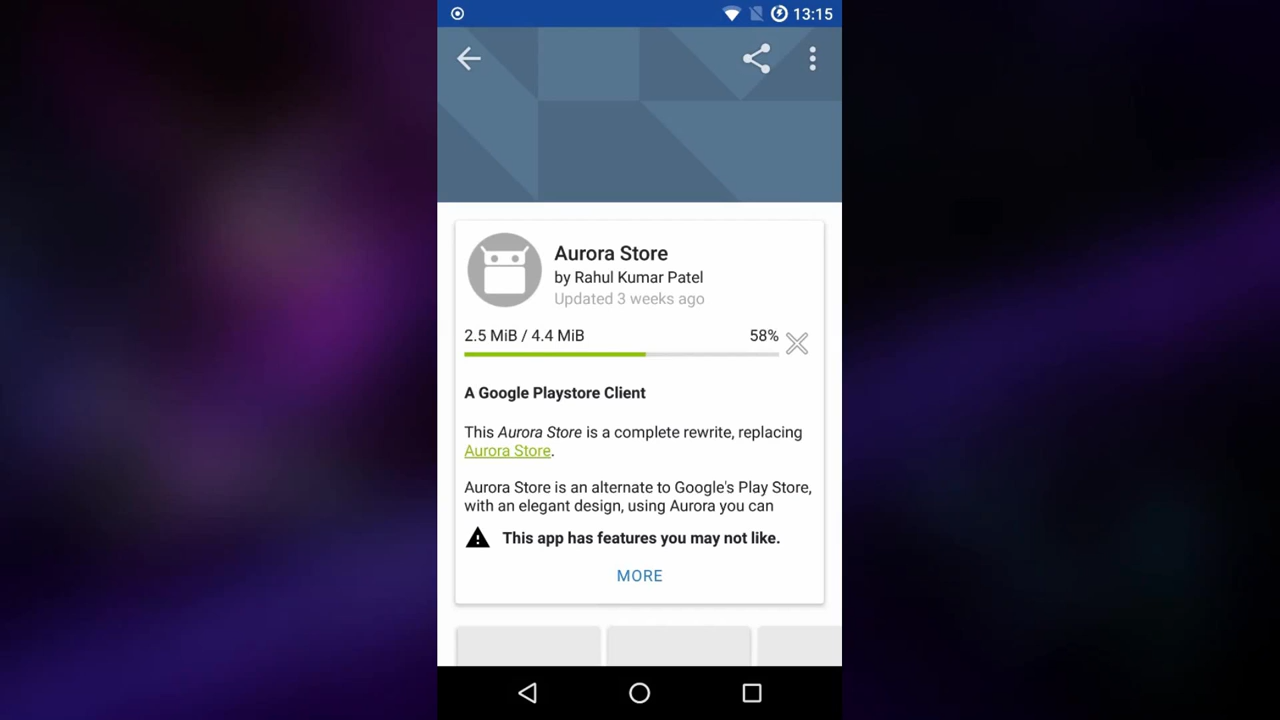 13:15
Aurora Store
by Rahul Kumar Patel
Updated 3 weeks ago
2.5 MiB / 4.4 MiB 58%
A Google Playstore Client
This Aurora Store is a complete rewrite, replacing
Aurora Store.
Aurora Store is an alternate to Google's Play Store,
with an elegant design, using Aurora you can
This app has features you may not like.
MORE